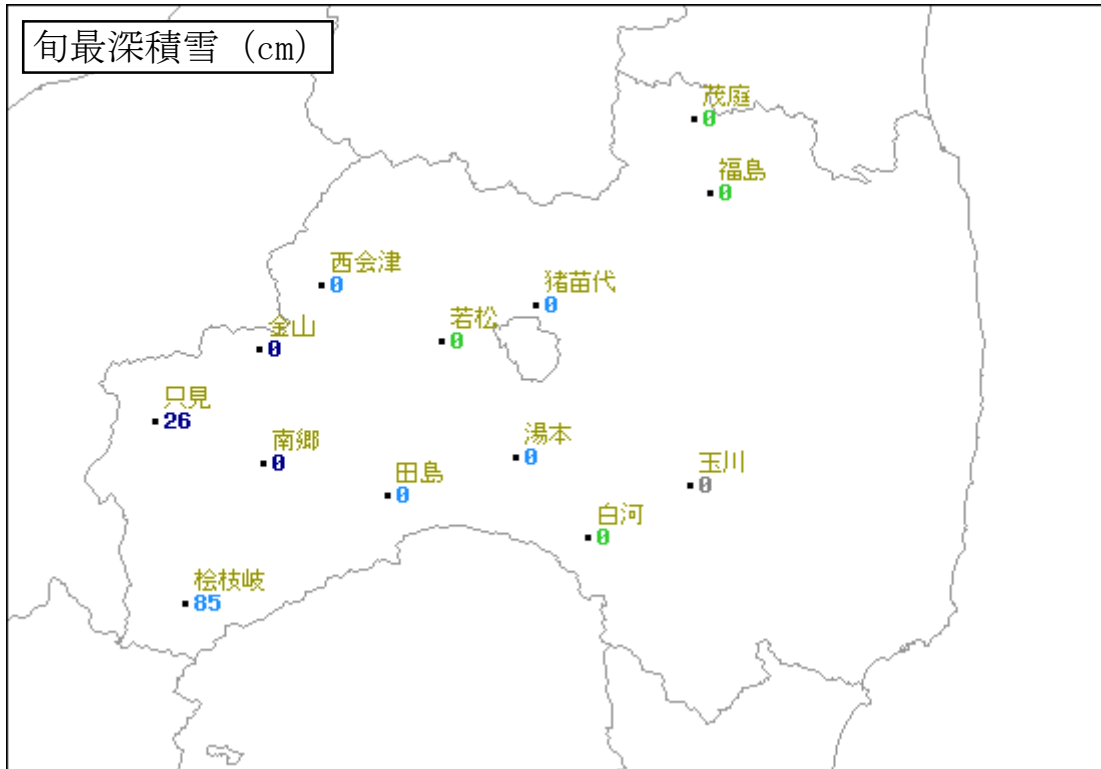 旬最深積雪 (cm)
茂庭
0
福島
0
西会津
0
猪苗代
0
金山
0
若松
0
只見
26
南郷
0
湯本
0
田島
0
玉川
0
白河
0
桧枝岐
85